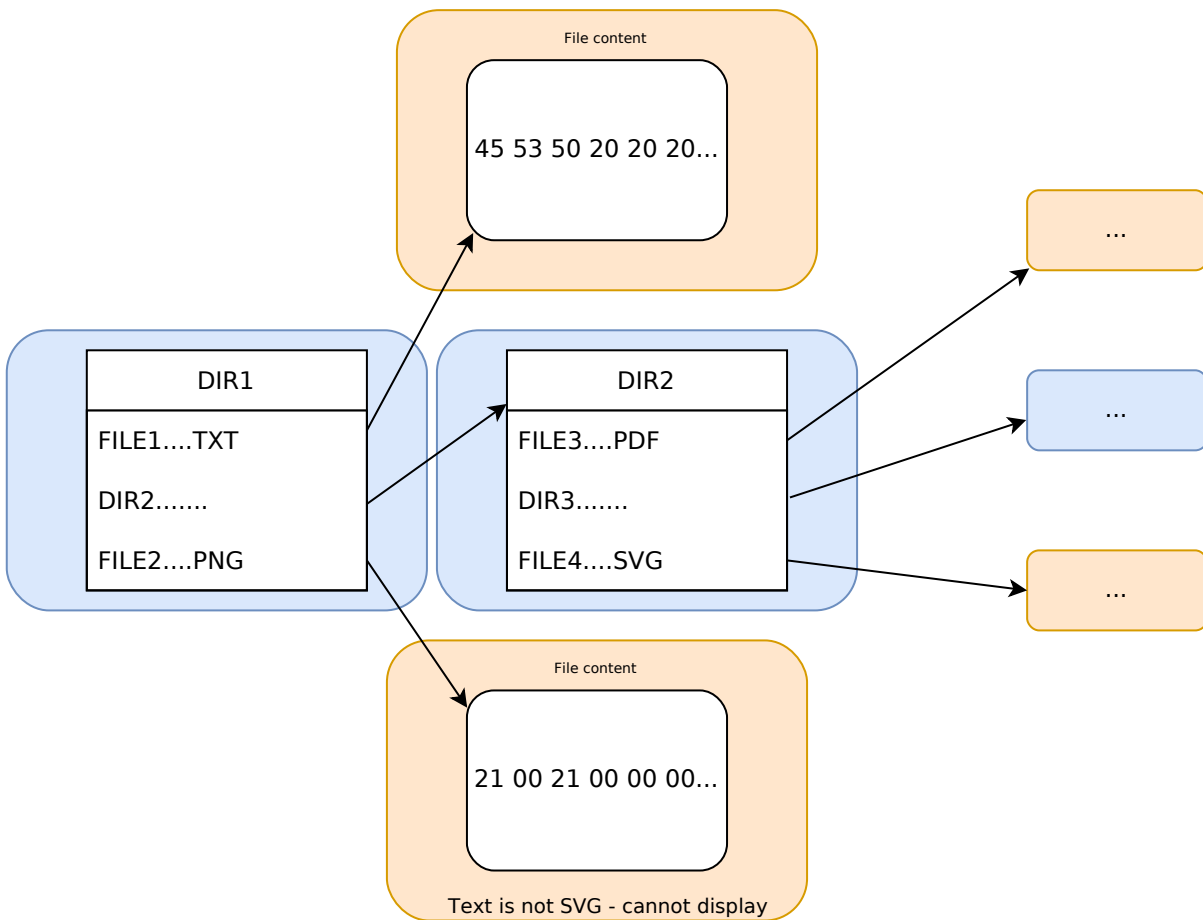 File content
45 53 50 20 20 20...
...
DIR1
FILE1....TXT
DIR2.......
FILE2....PNG
DIR2
FILE3....PDF
DIR3.......
FILE4....SVG
...
...
File content
21 00 21 00 00 00...
Text is not SVG - cannot display